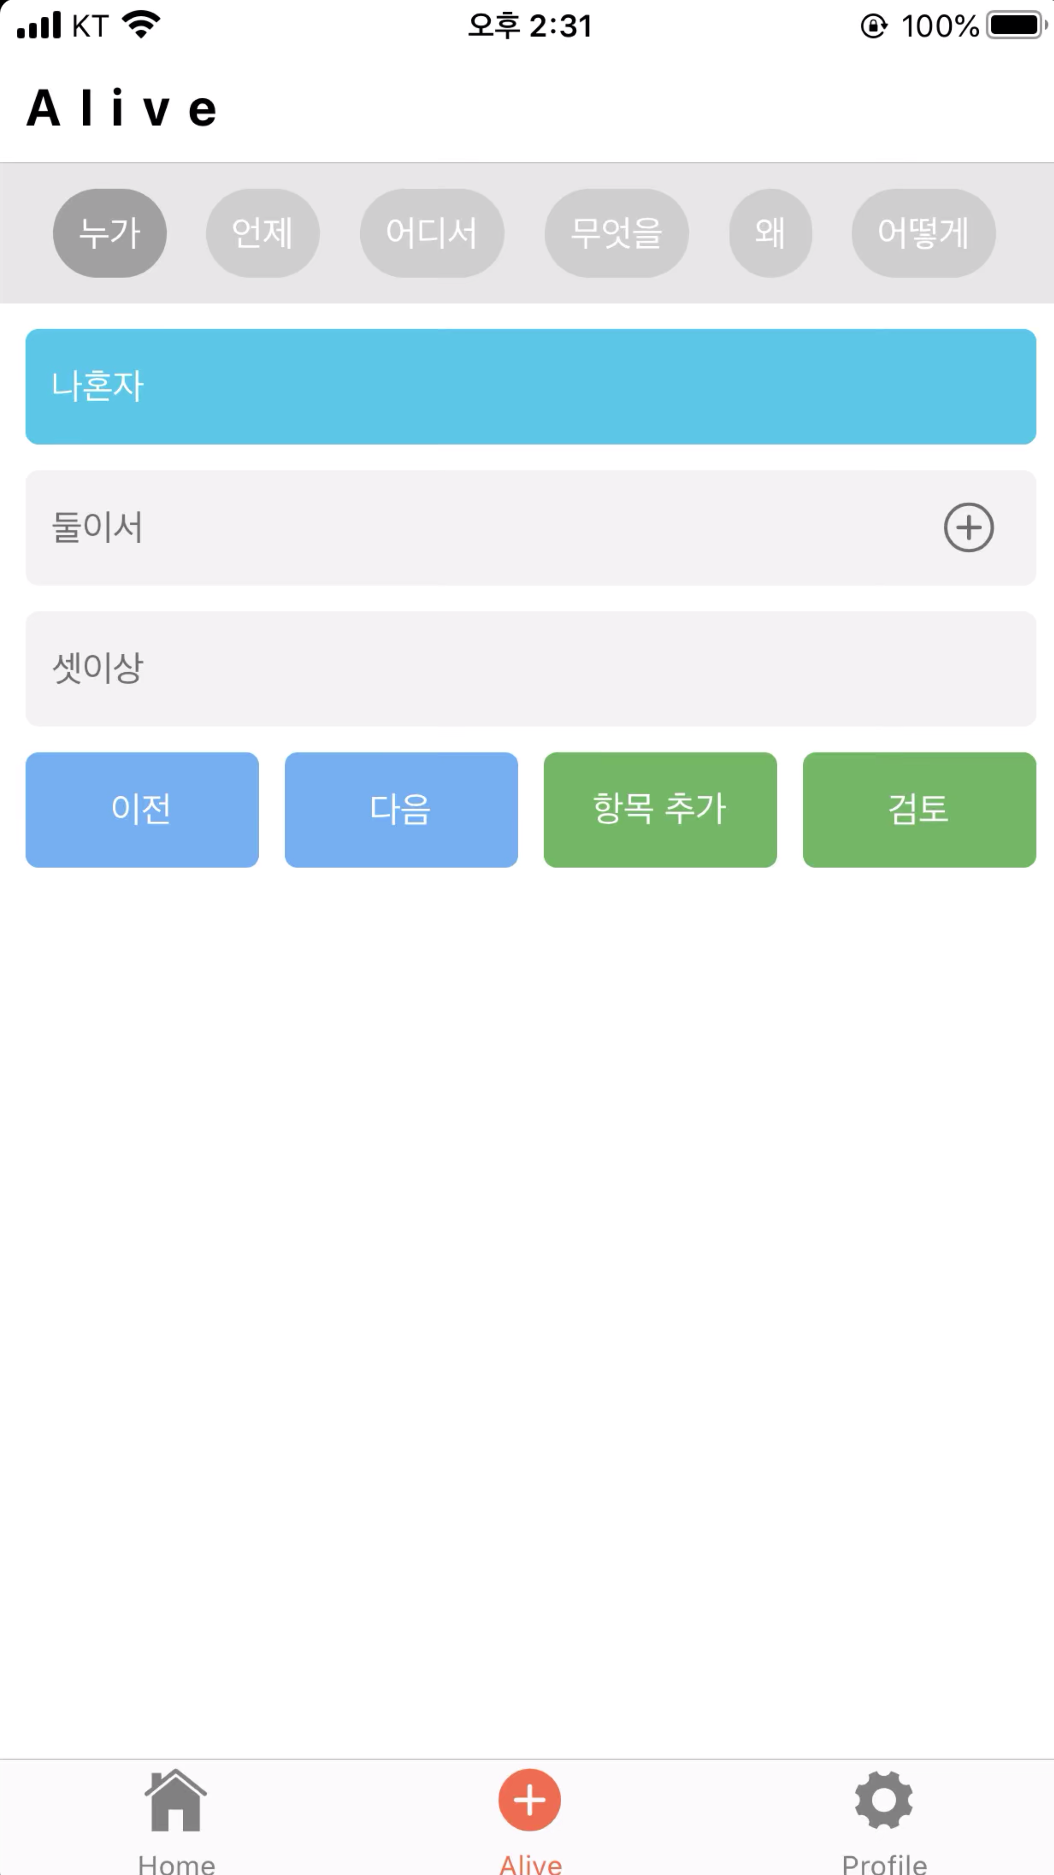 KT 오후 2:31 100%
Alive
누가 언제 어디서 무엇을 왜 어떻게
나혼자
둘이서
셋이상
이전 다음 항목 추가 검토
Home Alive Profile